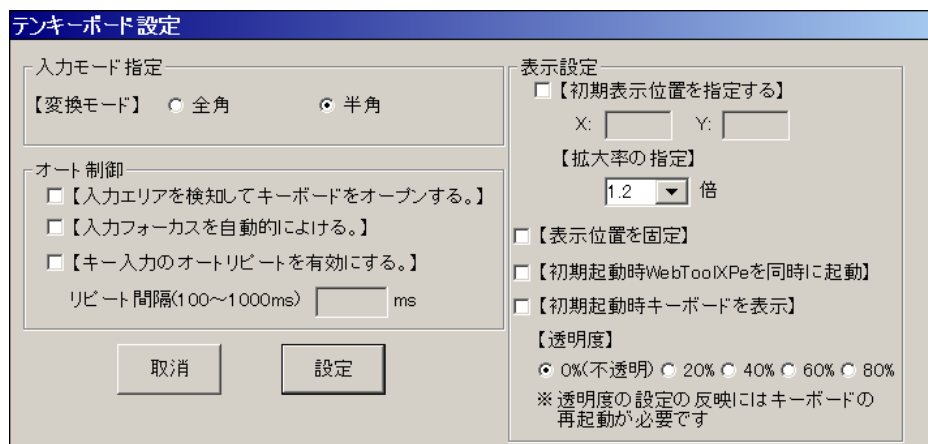 テンキーボード設定
入力モード指定
【変換モード】 全角 半角
オート制御
【入力エリアを検知してキーボードをオープンする。】
【入力フォーカスを自動的によける。】
【キー入力のオートリピートを有効にする。】
リピート間隔(100～1000ms) ms
取消 設定
表示設定
【初期表示位置を指定する】
X: Y:
【拡大率の指定】
1.2 倍
【表示位置を固定】
【初期起動時WebToolXPeを同時に起動】
【初期起動時キーボードを表示】
【透明度】
0%(不透明) 20% 40% 60% 80%
※透明度の設定の反映にはキーボードの
再起動が必要です